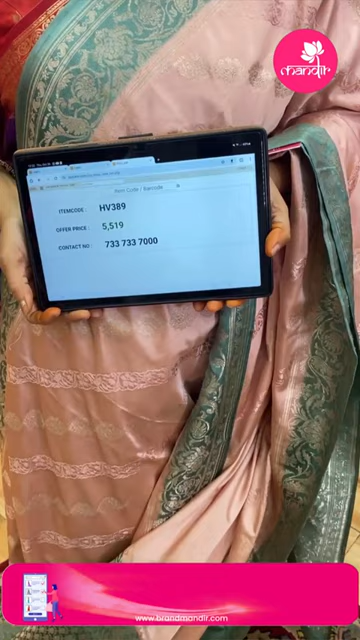 mandir
Item Code / Barcode
ITEMCODE : HV389
OFFER PRICE : 5,519
CONTACT NO : 733 733 7000
www.brandmandir.com